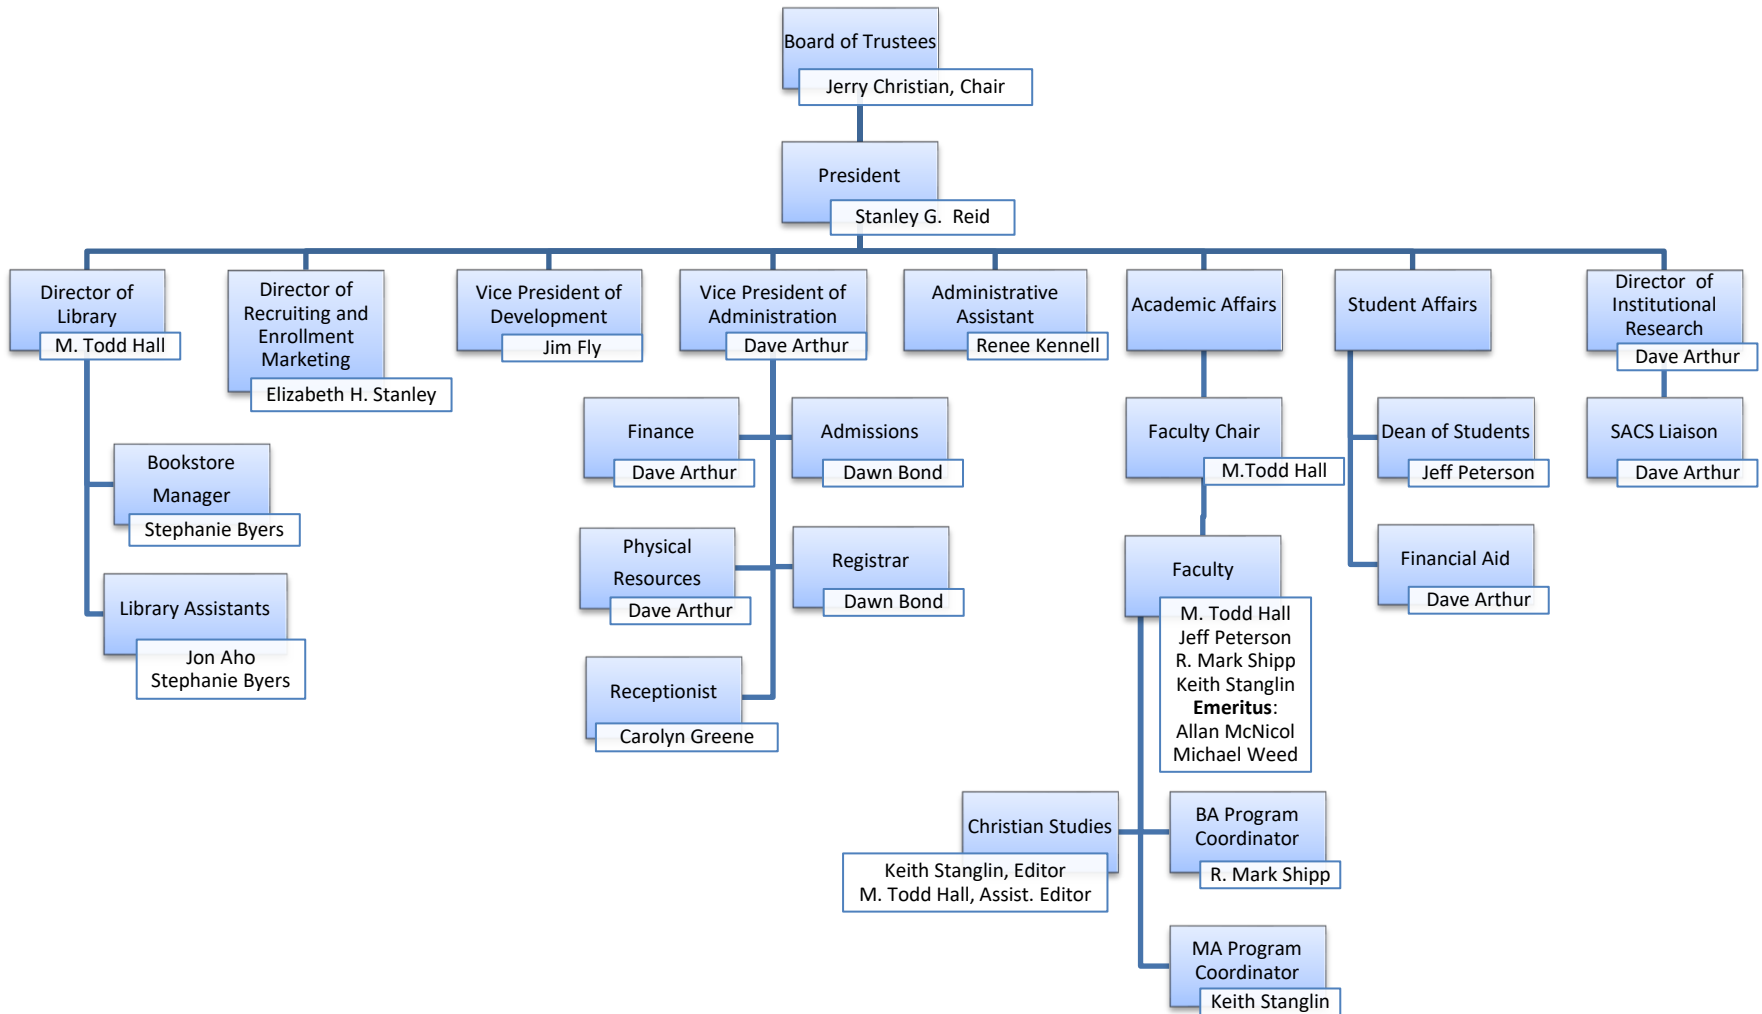 Board of Trustees
Jerry Christian, Chair
President
Stanley G. Reid
Director of
Library
M. Todd Hall
Director of
Recruiting and
Enrollment
Marketing
Elizabeth H. Stanley
Vice President of
Development
Jim Fly
Vice President of
Administration
Dave Arthur
Administrative
Assistant
Renee Kennell
Academic Affairs
Student Affairs
Director of
Institutional
Research
Dave Arthur
Bookstore
Manager
Stephanie Byers
Library Assistants
Jon Aho
Stephanie Byers
Finance
Dave Arthur
Admissions
Dawn Bond
Physical
Resources
Dave Arthur
Registrar
Dawn Bond
Receptionist
Carolyn Greene
Faculty Chair
M.Todd Hall
Faculty
M. Todd Hall
Jeff Peterson
R. Mark Shipp
Keith Stanglin
Emeritus:
Allan McNicol
Michael Weed
Christian Studies
Keith Stanglin, Editor
M. Todd Hall, Assist. Editor
BA Program
Coordinator
R. Mark Shipp
MA Program
Coordinator
Keith Stanglin
Dean of Students
Jeff Peterson
Financial Aid
Dave Arthur
SACS Liaison
Dave Arthur